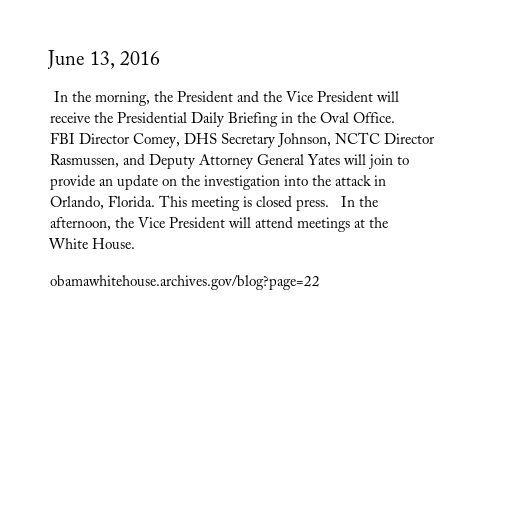 June 13, 2016
In the morning, the President and the Vice President will
receive the Presidential Daily Briefing in the Oval Office.
FBI Director Comey, DHS Secretary Johnson, NCTC Director
Rasmussen, and Deputy Attorney General Yates will join to
provide an update on the investigation into the attack in
Orlando, Florida. This meeting is closed press.   In the
afternoon, the Vice President will attend meetings at the
White House.
obamawhitehouse.archives.gov/blog?page=22